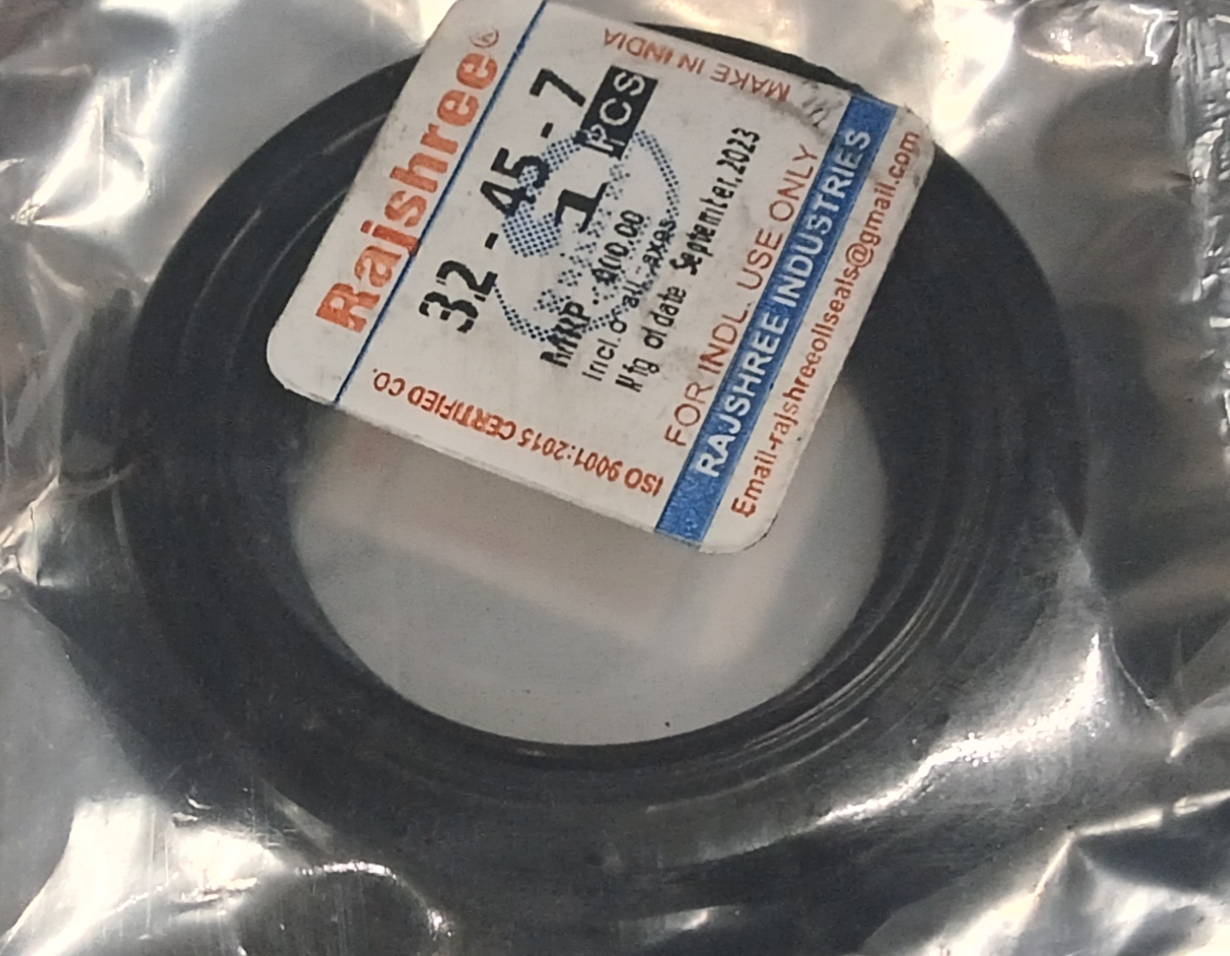 Rajshree®
32-45-7
1 PCS
MRP
Incl. of all
Mfg of date September, 2023
FOR INDL. USE ONLY
RAJSHREE INDUSTRIES
Email-rajshreeoilseals@gmail.com
ISO 9001:2015 CERTIFIED CO.
MAKE IN INDIA